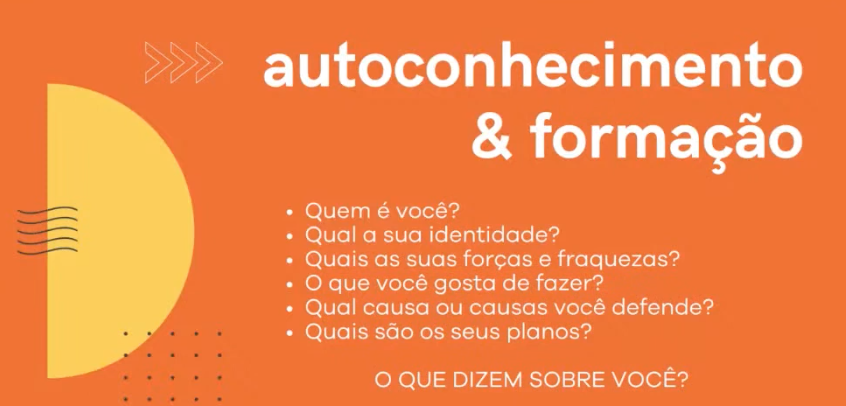 autoconhecimento
& formação
• Quem é você?
• Qual a sua identidade?
• Quais as suas forças e fraquezas?
• O que você gosta de fazer?
• Qual causa ou causas você defende?
• Quais são os seus planos?
O QUE DIZEM SOBRE VOCÊ?